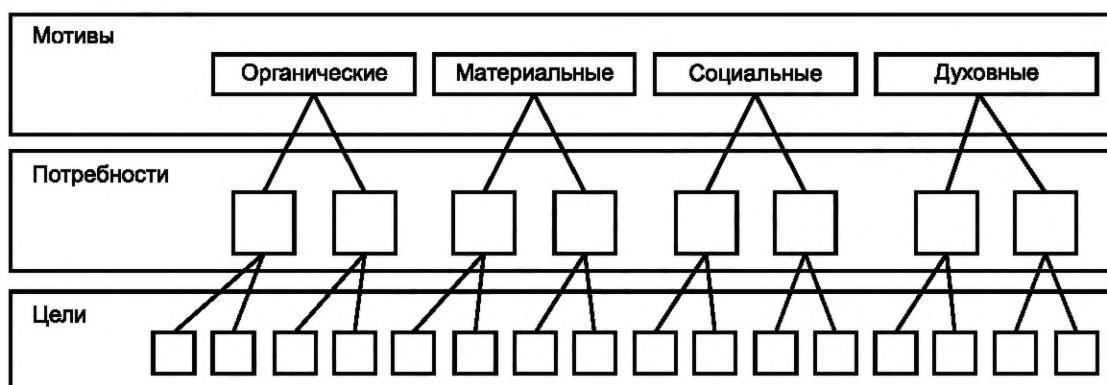 Мотивы
Органические Материальные Социальные Духовные
Потребности
Цели